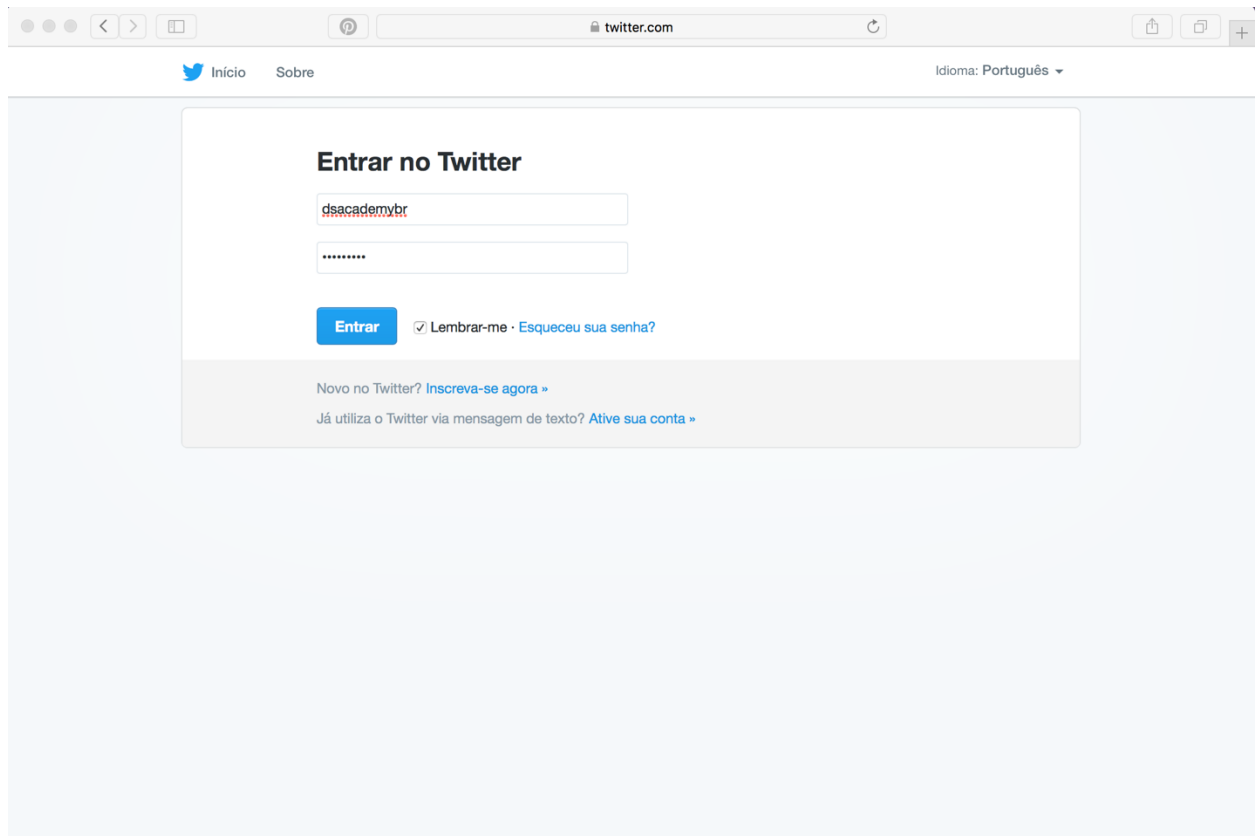 twitter.com
Início Sobre Idioma: Português
Entrar no Twitter
dsacademybr
•••••••••
Entrar Lembrar-me · Esqueceu sua senha?
Novo no Twitter? Inscreva-se agora »
Já utiliza o Twitter via mensagem de texto? Ative sua conta »